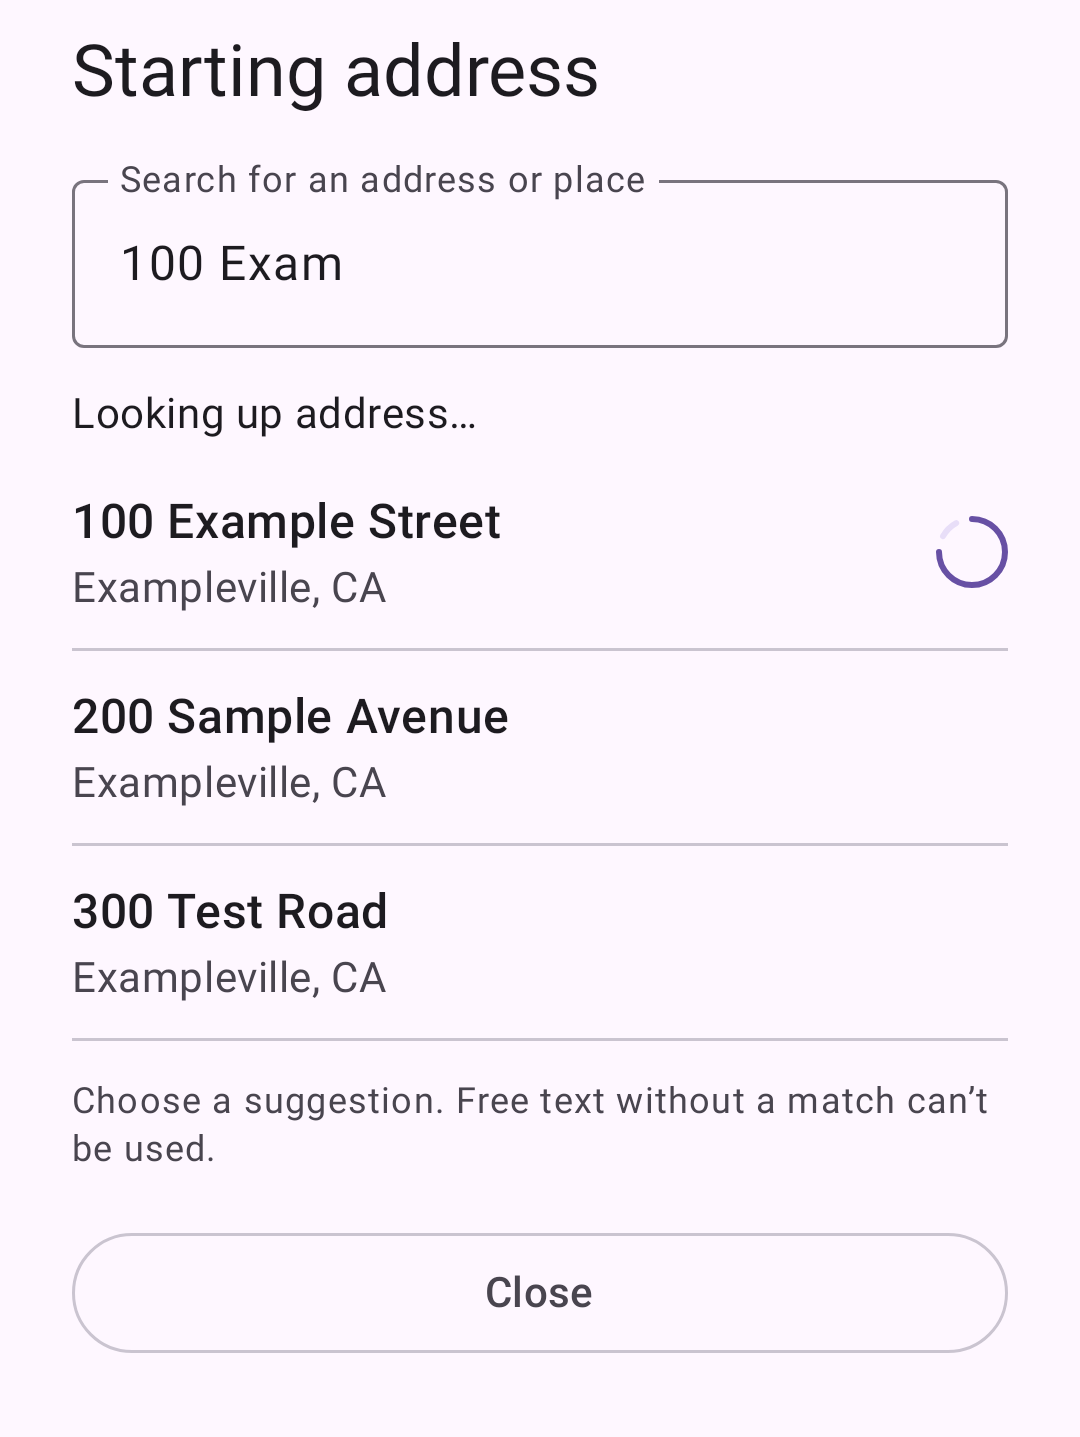 Starting address
Search for an address or place
100 Exam
Looking up address…
100 Example Street
Exampleville, CA
200 Sample Avenue
Exampleville, CA
300 Test Road
Exampleville, CA
Choose a suggestion. Free text without a match can’t
be used.
Close